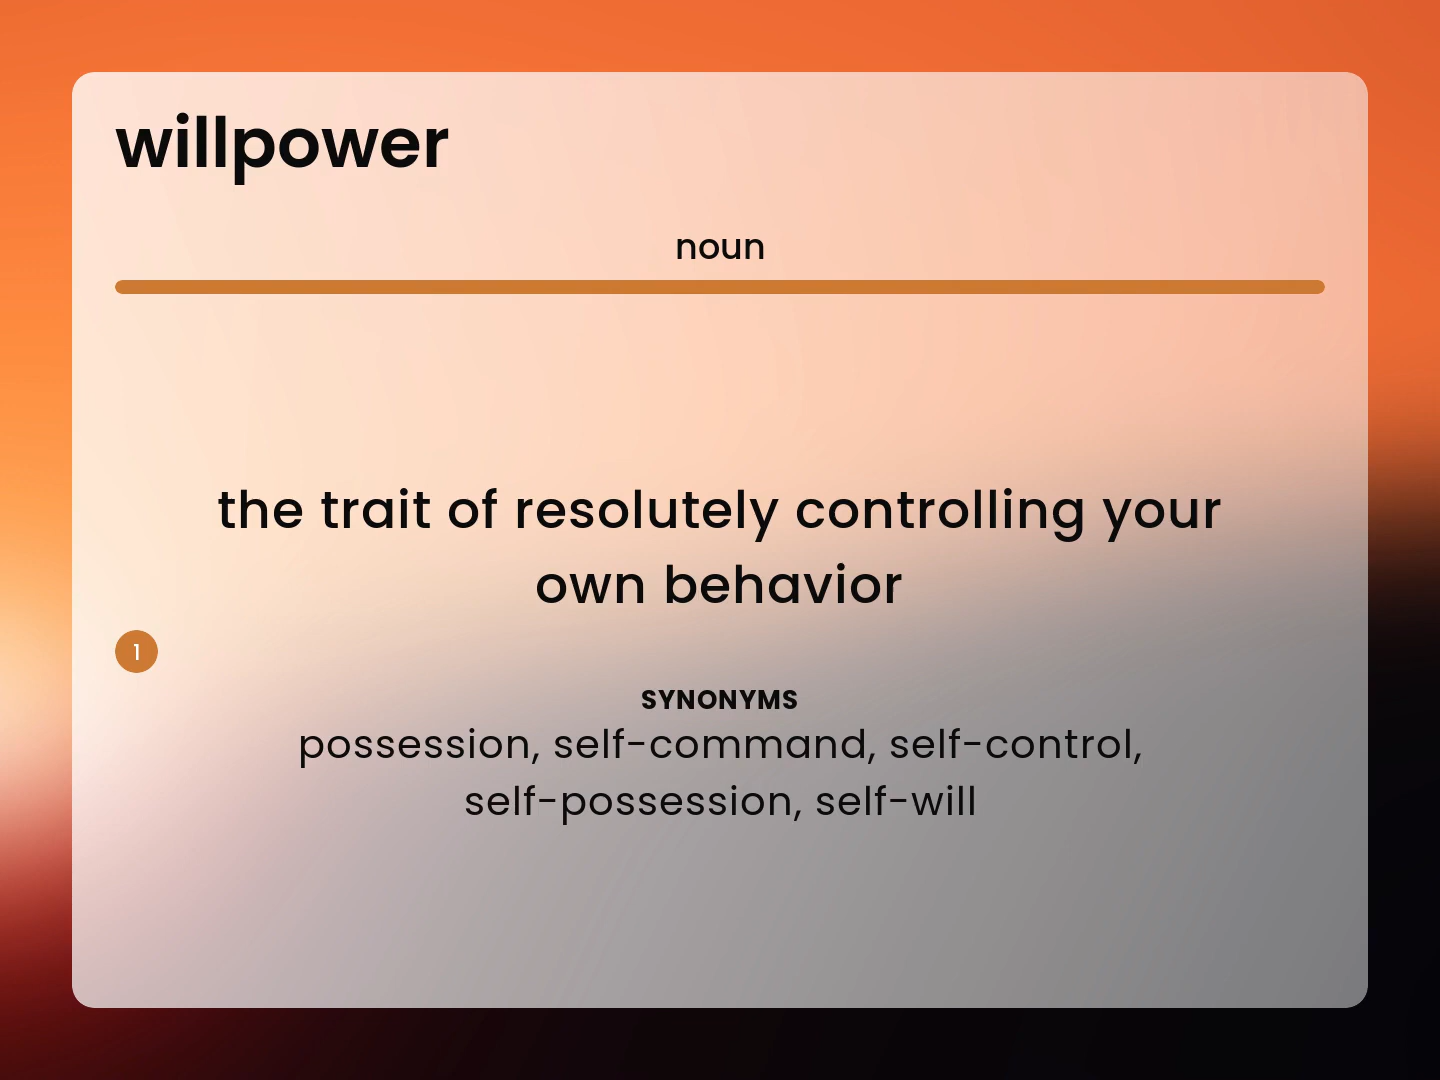 willpower
noun
the trait of resolutely controlling your
own behavior
1
SYNONYMS
possession, self-command, self-control,
self-possession, self-will